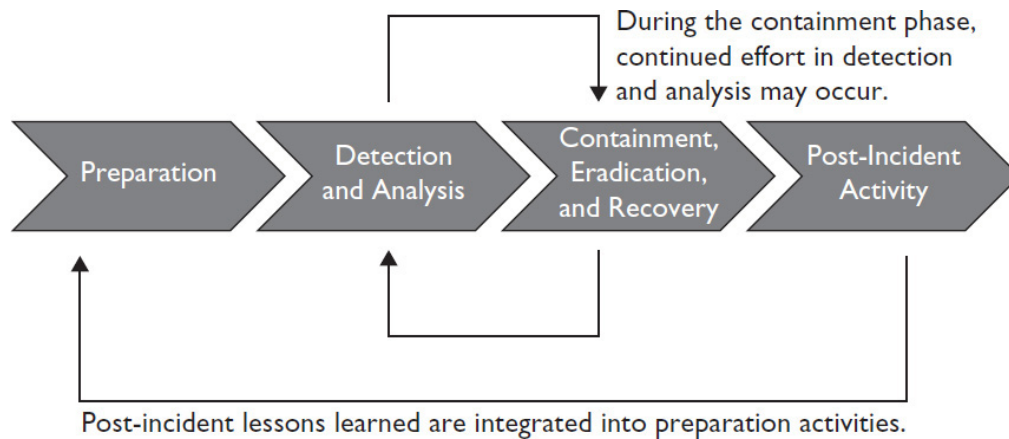 During the containment phase,
continued effort in detection
and analysis may occur.
Preparation
Detection
and Analysis
Containment,
Eradication,
and Recovery
Post-Incident
Activity
Post-incident lessons learned are integrated into preparation activities.